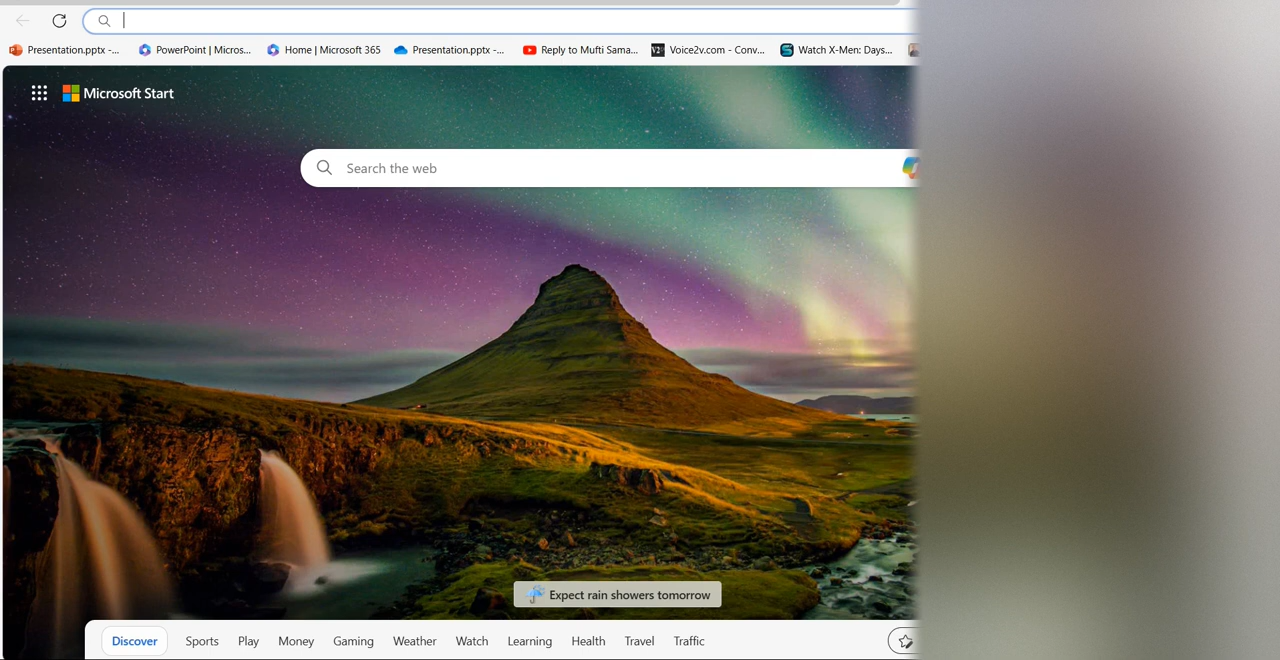 Presentation.pptx -... PowerPoint | Micros... Home | Microsoft 365 Presentation.pptx -... Reply to Mufti Sama... Voice2v.com - Conv... Watch X-Men: Days...
Microsoft Start
Search the web
Expect rain showers tomorrow
Discover Sports Play Money Gaming Weather Watch Learning Health Travel Traffic